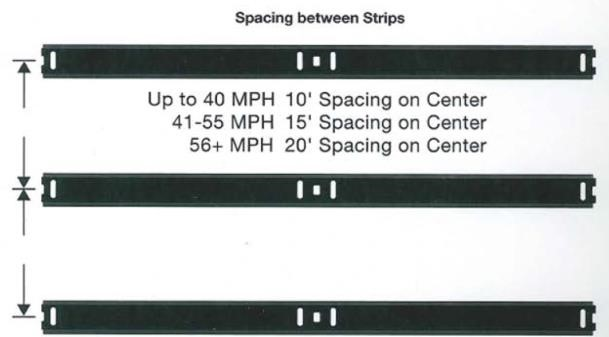 Spacing between Strips
Up to 40 MPH 10' Spacing on Center
41-55 MPH 15' Spacing on Center
56+ MPH 20' Spacing on Center